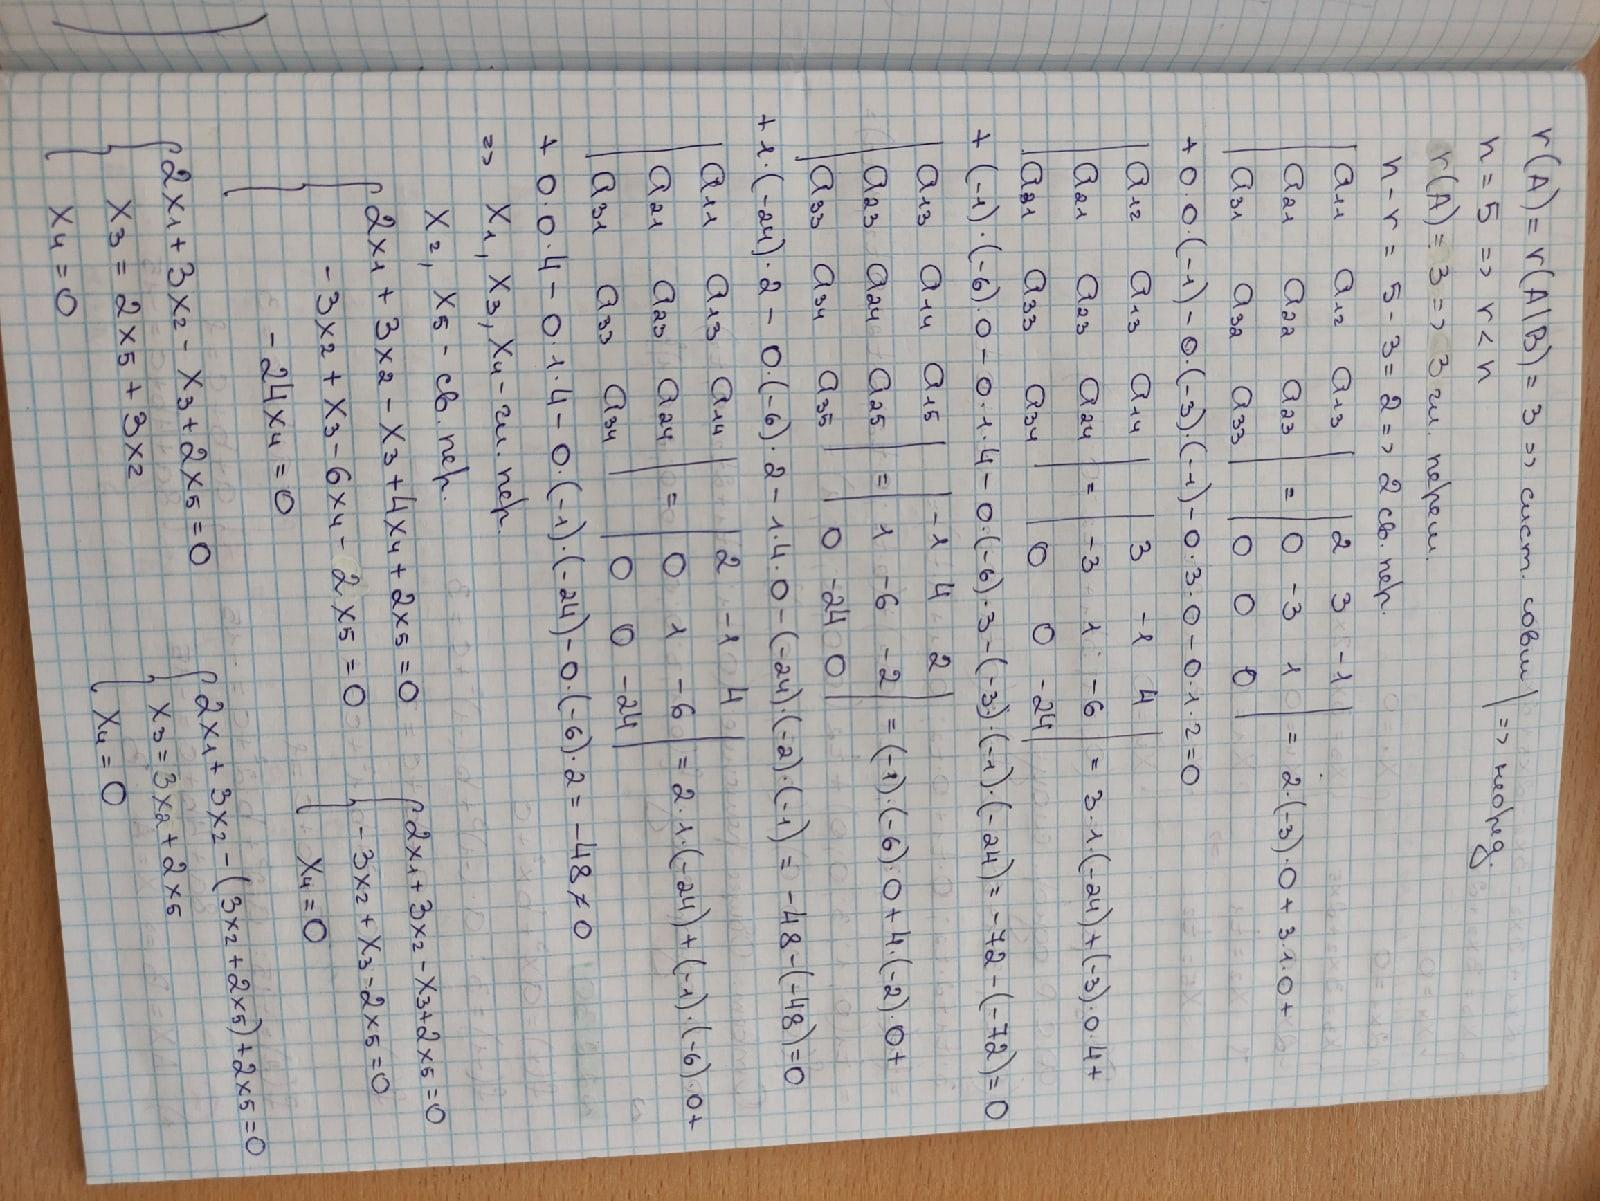 r(A) = r(A|B) = 3 => сист. совм | => неопред.
n = 5 => r < n
r(A) = 3 => 3 гл. перем.
n - r = 5 - 3 = 2 => 2 св. пер.
|a11 a12 a13| |2 3 -1|
|a21 a22 a23| = |0 -3 1| = 2·(-3)·0 + 3·1·0 +
|a31 a32 a33| |0 0 0|
+ 0·0·(-1) - 0·(-3)·(-1) - 0·3·0 - 0·1·2 = 0
|a12 a13 a14| |3 -1 4|
|a21 a23 a24| = |-3 1 -6| = 3·1·(-24) + (-3)·0·4 +
|a31 a33 a34| |0 0 -24|
+ (-1)·(-6)·0 - 0·1·4 - 0·(-6)·3 - (-3)·(-1)·(-24) = -72 - (-72) = 0
|a13 a14 a15| |-1 4 2|
|a23 a24 a25| = |1 -6 -2| = (-1)·(-6)·0 + 4·(-2)·0 +
|a33 a34 a35| |0 -24 0|
+ 1·(-24)·2 - 0·(-6)·2 - 1·4·0 - (-24)·(-2)·(-1) = -48 - (-48) = 0
|a11 a13 a14| |2 -1 4|
|a21 a23 a24| = |0 1 -6| = 2·1·(-24) + (-1)·(-6)·0 +
|a31 a33 a34| |0 0 -24|
+ 0·0·4 - 0·1·4 - 0·(-1)·(-24) - 0·(-6)·2 = -48 ≠ 0
=> x1, x3, x4 - гл. пер.
x2, x5 - св. пер.
{2x1 + 3x2 - x3 + 4x4 + 2x5 = 0
-3x2 + x3 - 6x4 - 2x5 = 0
-24x4 = 0
{2x1 + 3x2 - x3 + 2x5 = 0
-3x2 + x3 - 2x5 = 0
x4 = 0
{2x1 + 3x2 - x3 + 2x5 = 0
x3 = 2x5 + 3x2
x4 = 0
{2x1 + 3x2 - (3x2 + 2x5) + 2x5 = 0
x3 = 3x2 + 2x5
x4 = 0